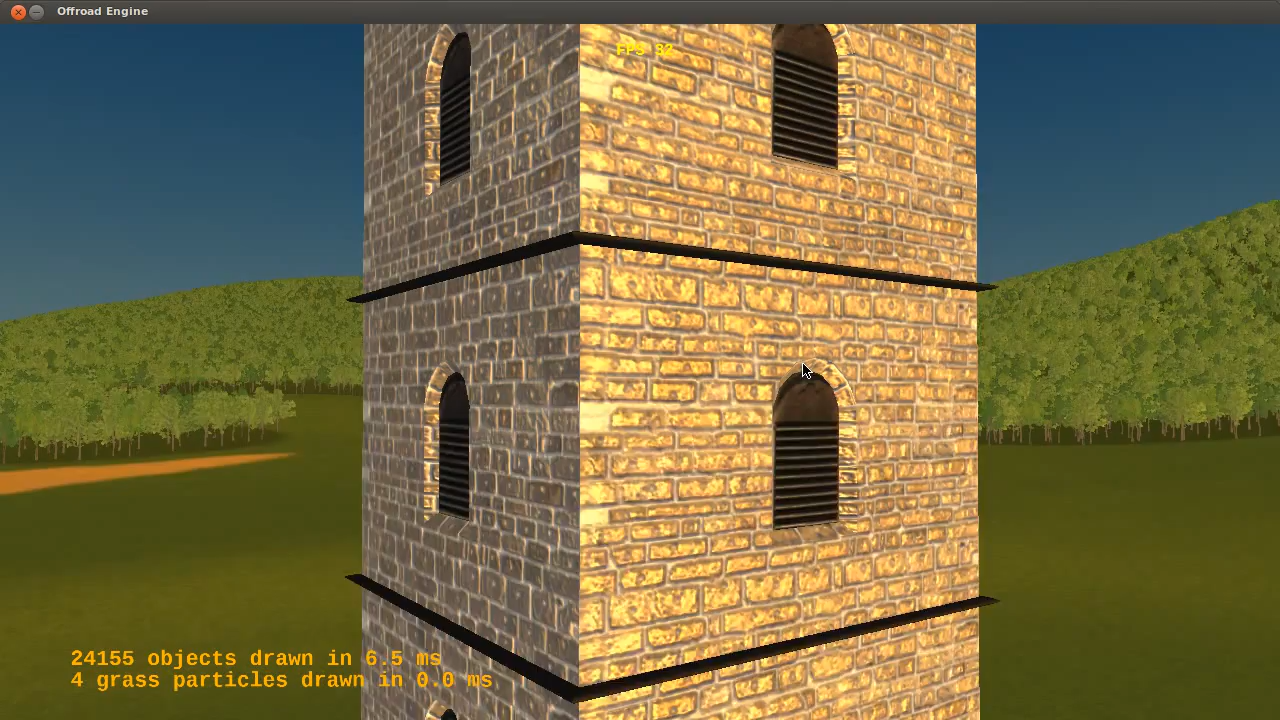 Offroad Engine
FPS 32
24155 objects drawn in 6.5 ms
4 grass particles drawn in 0.0 ms